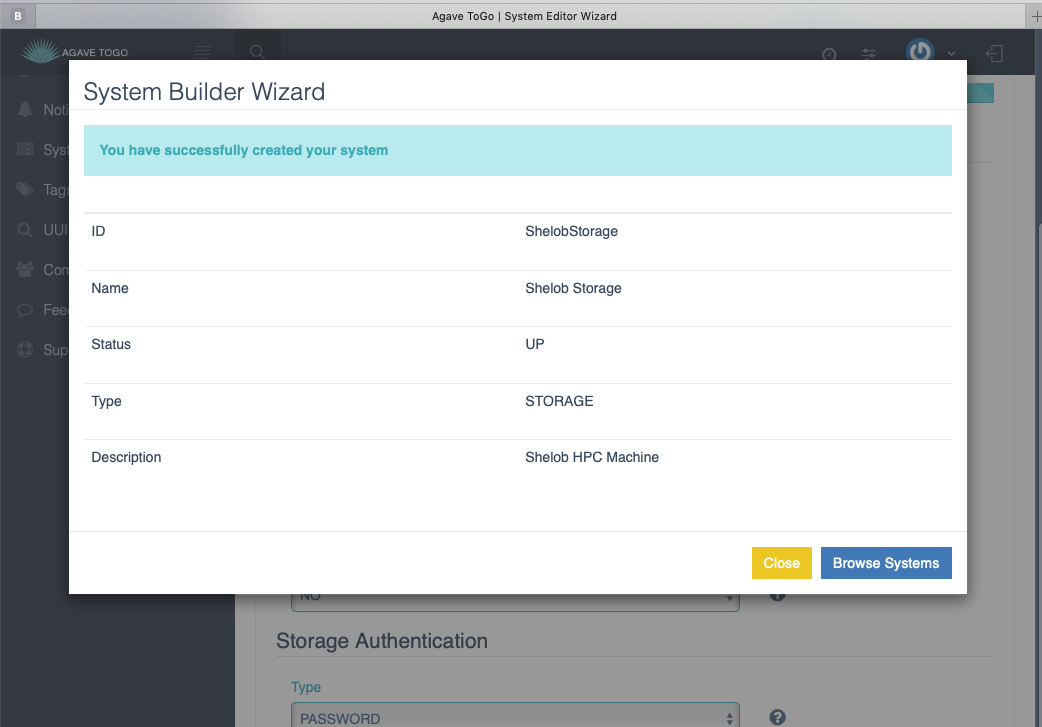 B
Agave ToGo | System Editor Wizard
AGAVE TOGO
System Builder Wizard
Noti
You have successfully created your system
Syst
Tags
UUI
ID ShelobStorage
Com
Name Shelob Storage
Feed
Status UP
Sup
Type STORAGE
Description Shelob HPC Machine
Close Browse Systems
NO
Storage Authentication
Type
PASSWORD